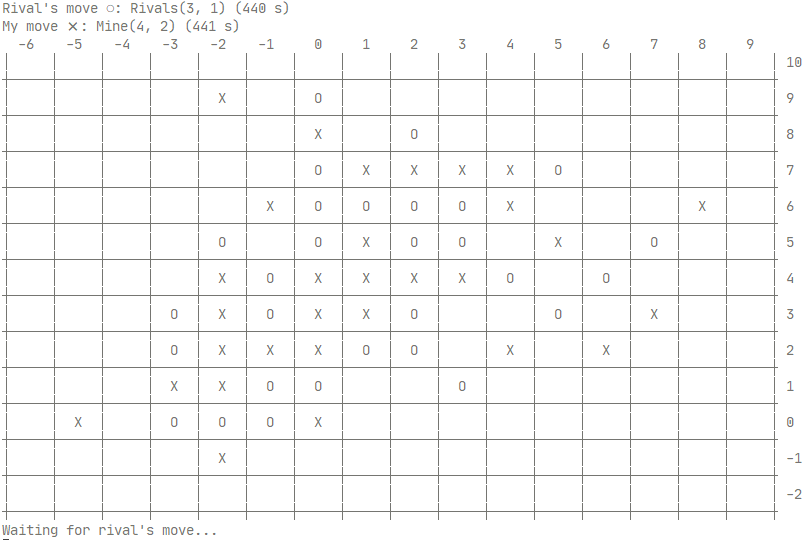 Rival's move ○: Rivals(3, 1) (440 s)
My move ×: Mine(4, 2) (441 s)
-6 -5 -4 -3 -2 -1 0 1 2 3 4 5 6 7 8 9
10
X O 9
X O 8
O X X X X O 7
X O O O O X X 6
O O X O O X O 5
X O X X X X O O 4
O X O X X O O X 3
O X X X O O X X 2
X X O O O 1
X O O O X 0
X -1
-2
Waiting for rival's move...